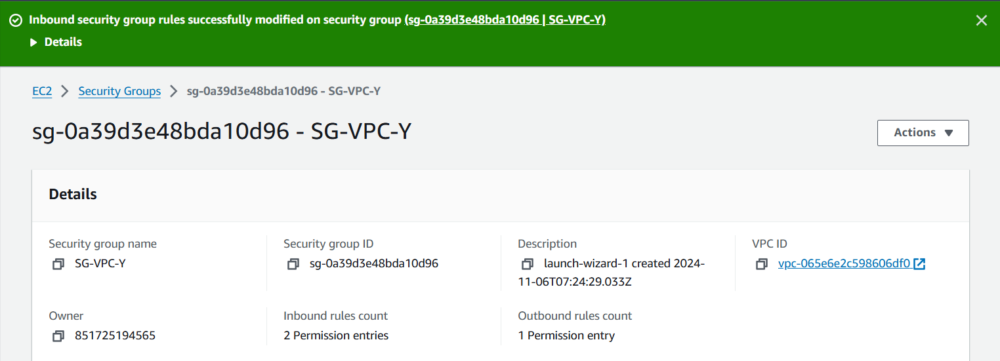 Inbound security group rules successfully modified on security group (sg-0a39d3e48bda10d96 | SG-VPC-Y)
Details
EC2 > Security Groups > sg-0a39d3e48bda10d96 - SG-VPC-Y
sg-0a39d3e48bda10d96 - SG-VPC-Y
Actions
Details
Security group name
SG-VPC-Y
Security group ID
sg-0a39d3e48bda10d96
Description
launch-wizard-1 created 2024-
11-06T07:24:29.033Z
VPC ID
vpc-065e6e2c598606df0
Owner
851725194565
Inbound rules count
2 Permission entries
Outbound rules count
1 Permission entry